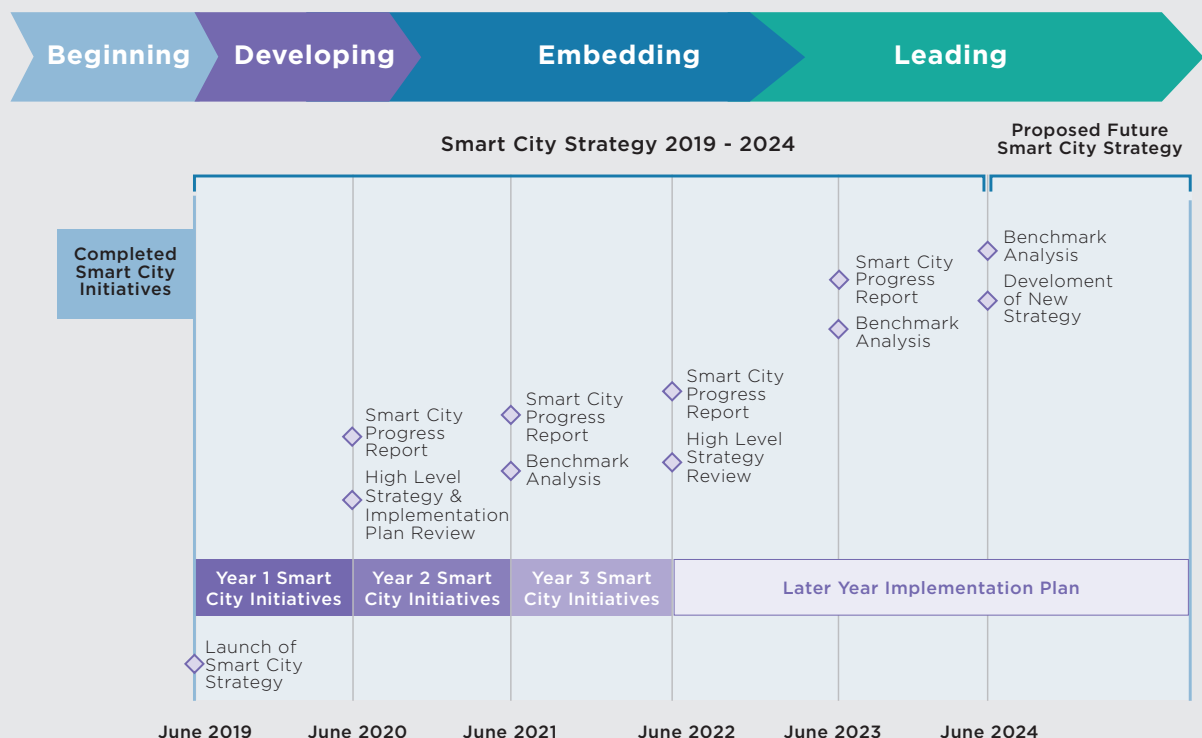 Beginning
Developing
Embedding
Leading
Smart City Strategy 2019 - 2024
Proposed Future
Smart City Strategy
Completed
Smart City
Initiatives
Smart City
Progress
Report
High Level
Strategy &
Implementation
Plan Review
Smart City
Progress
Report
Benchmark
Analysis
Smart City
Progress
Report
High Level
Strategy
Review
Smart City
Progress
Report
Benchmark
Analysis
Benchmark
Analysis
Develoment
of New
Strategy
Year 1 Smart
City Initiatives
Year 2 Smart
City Initiatives
Year 3 Smart
City Initiatives
Later Year Implementation Plan
Launch of
Smart City
Strategy
June 2019
June 2020
June 2021
June 2022
June 2023
June 2024